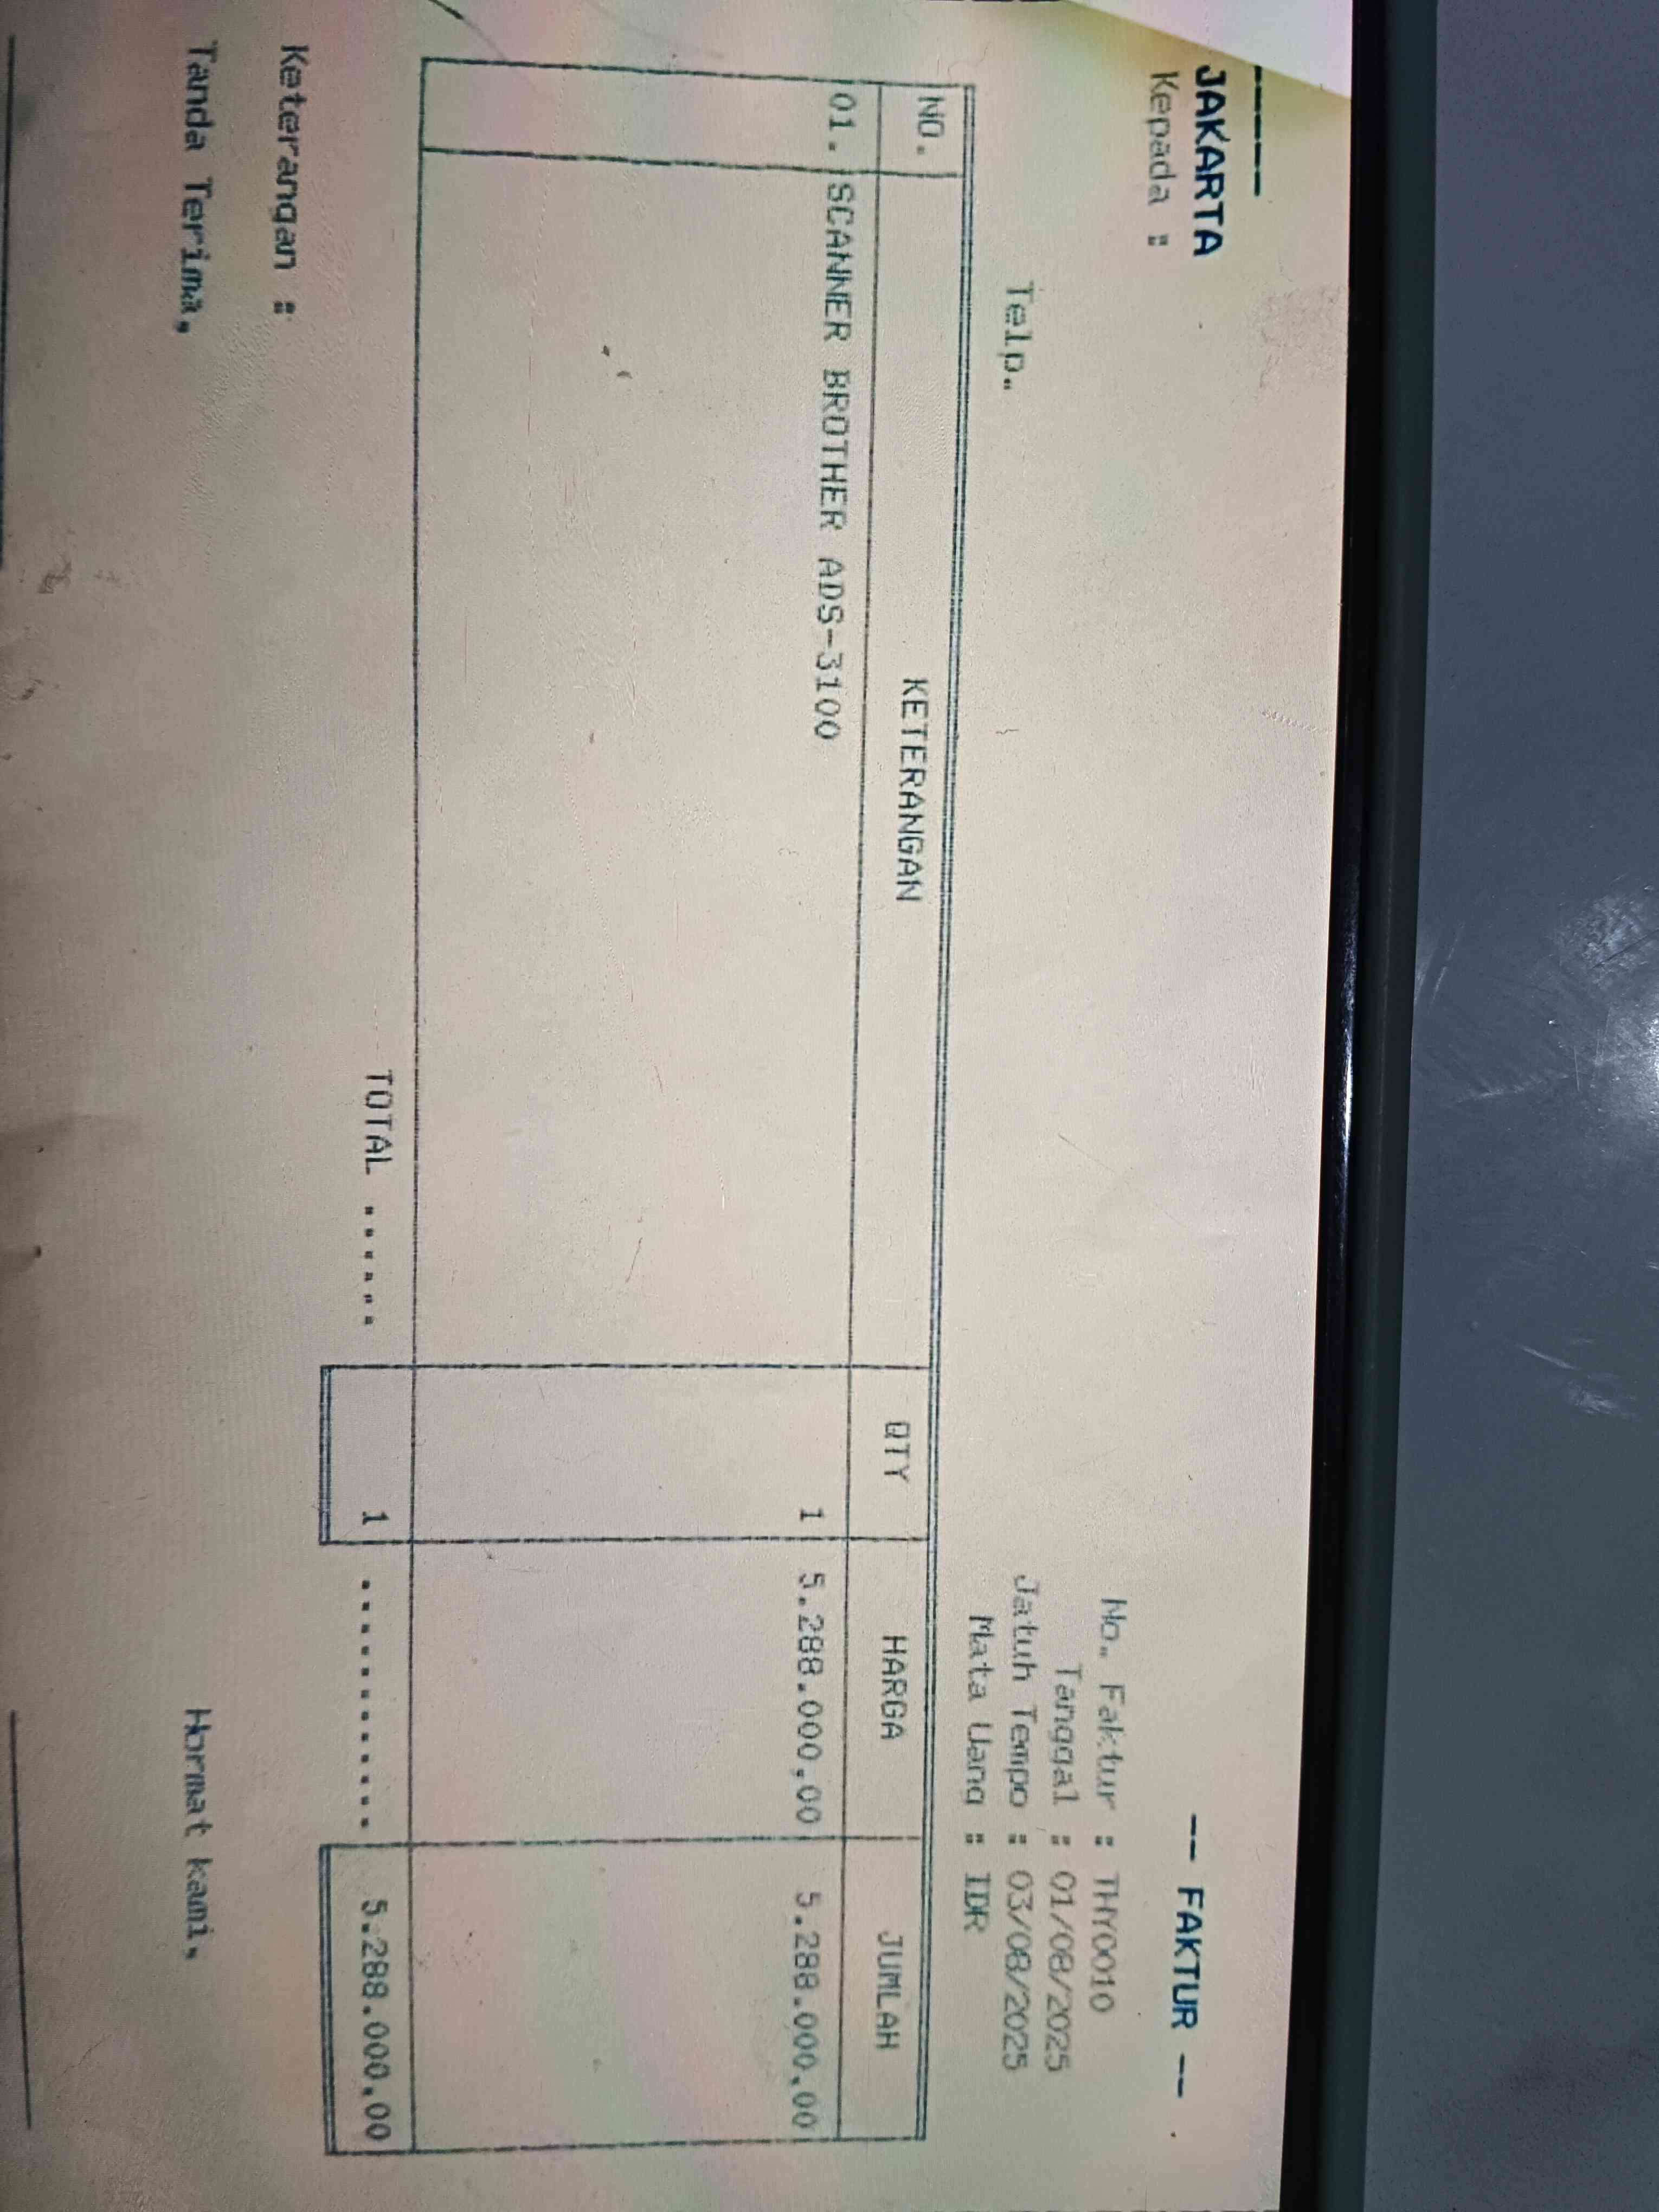 -----
JAKARTA -- FAKTUR --
Kepada : No. Faktur : THY0010
Tanggal : 01/08/2025
Telp. Jatuh Tempo : 03/08/2025
Mata Uang : IDR
NO. KETERANGAN QTY HARGA JUMLAH
01. SCANNER BROTHER ADS-3100 1 5.288.000,00 5.288.000,00
TOTAL ...... 1 ........... 5.288.000,00
Keterangan :
Tanda Terima, Hormat kami,